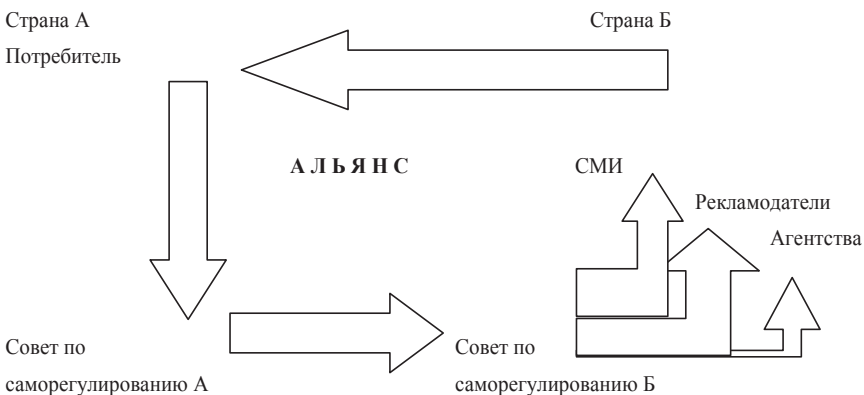 Страна А
Страна Б
Потребитель
АЛЬЯНС
СМИ
Рекламодатели
Агентства
Совет по
саморегулированию А
Совет по
саморегулированию Б